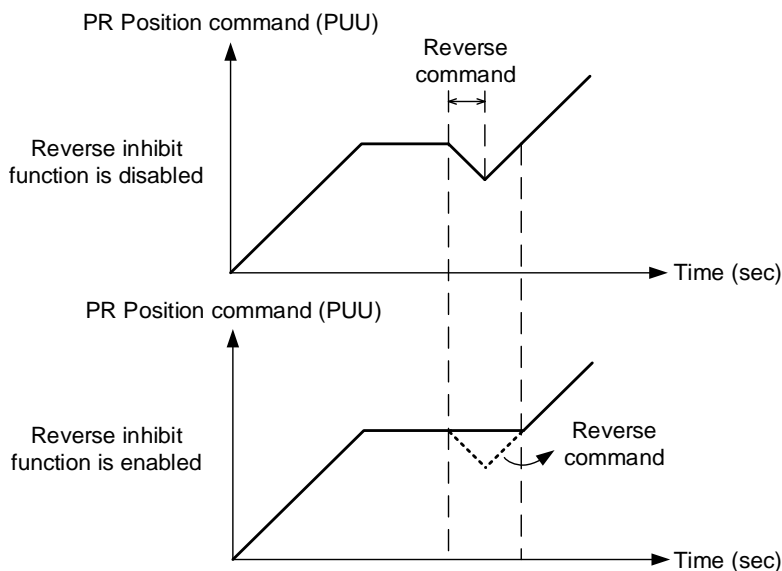 PR Position command (PUU)
Reverse
command
Reverse inhibit
function is disabled
Time (sec)
PR Position command (PUU)
Reverse inhibit
function is enabled
Reverse
command
Time (sec)